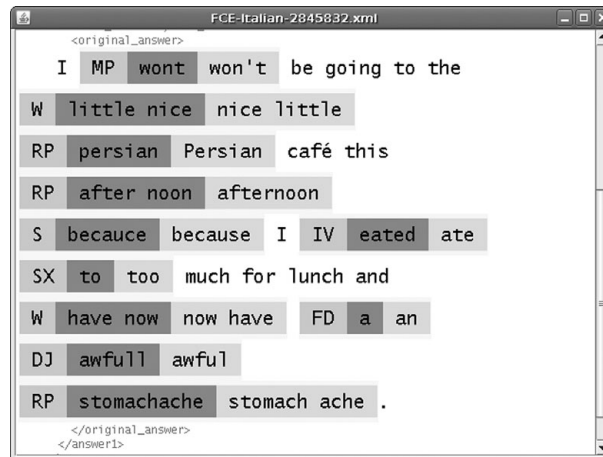 FCE-Italian-2845832.xml
<original_answer>
I MP wont won't be going to the
W little nice nice little
RP persian Persian café this
RP after noon afternoon
S becauce because I IV eated ate
SX to too much for lunch and
W have now now have FD a an
DJ awfull awful
RP stomachache stomach ache .
</original_answer>
</answer1>